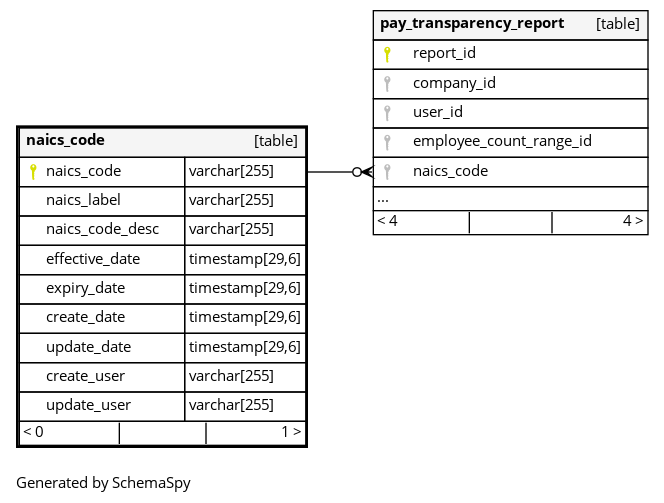 pay_transparency_report [table]
report_id
company_id
user_id
employee_count_range_id
naics_code
...
< 4 4 >
naics_code [table]
naics_code varchar[255]
naics_label varchar[255]
naics_code_desc varchar[255]
effective_date timestamp[29,6]
expiry_date timestamp[29,6]
create_date timestamp[29,6]
update_date timestamp[29,6]
create_user varchar[255]
update_user varchar[255]
< 0 1 >
Generated by SchemaSpy